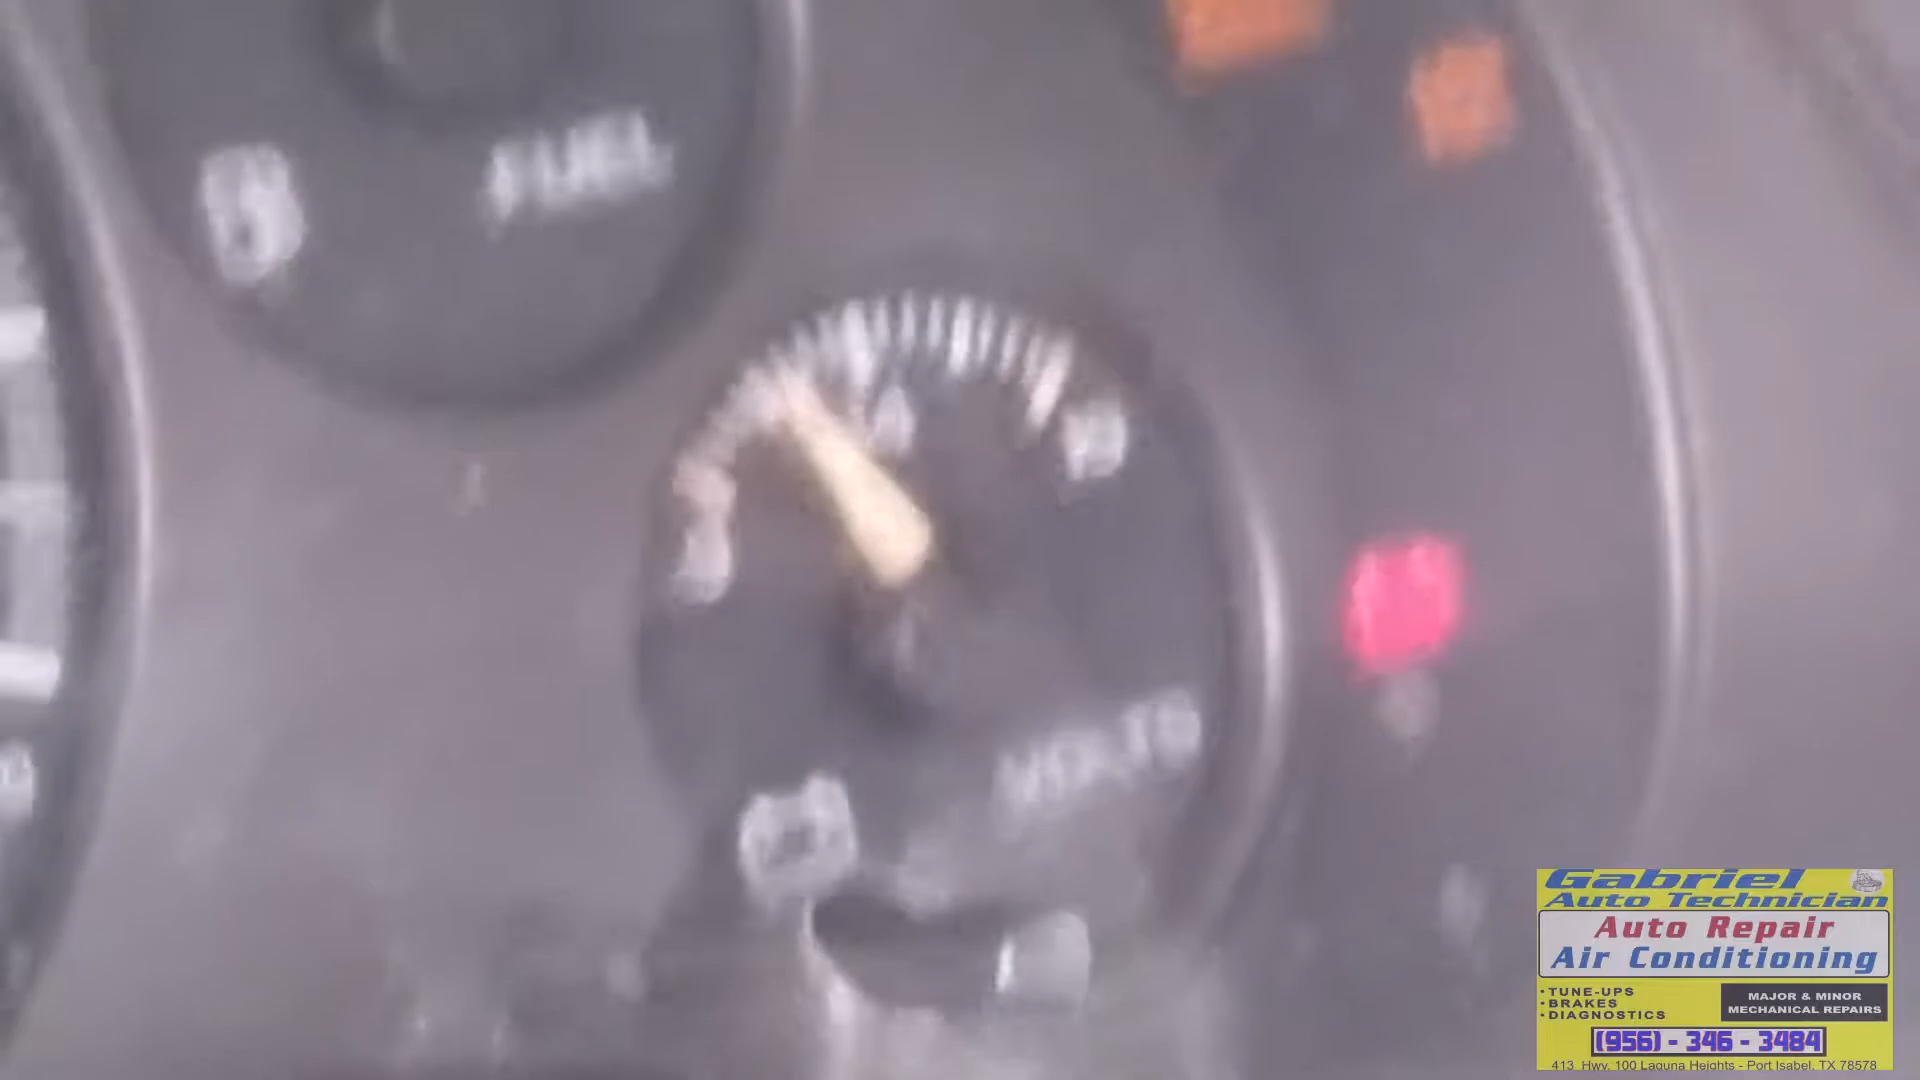 FUEL
VOLTS
Gabriel
Auto Technician
Auto Repair
Air Conditioning
·TUNE-UPS
·BRAKES
·DIAGNOSTICS
MAJOR & MINOR
MECHANICAL REPAIRS
(956) - 346 - 3484
413 Hwy. 100 Laguna Heights - Port Isabel, TX 78578